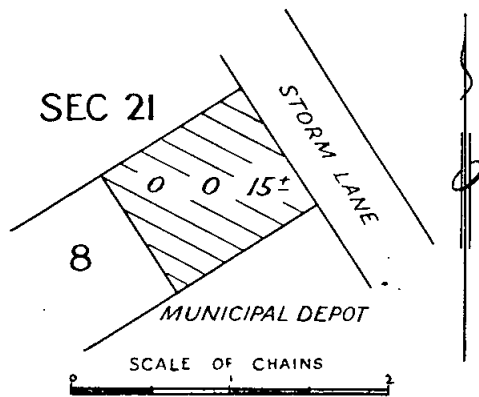 SEC 21
STORM LANE
0 0 15±
8
MUNICIPAL DEPOT
SCALE OF CHAINS
0 1 2